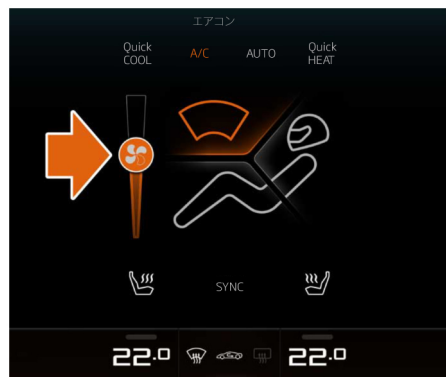 エアコン
Quick COOL
A/C
AUTO
Quick HEAT
SYNC
22.0
22.0